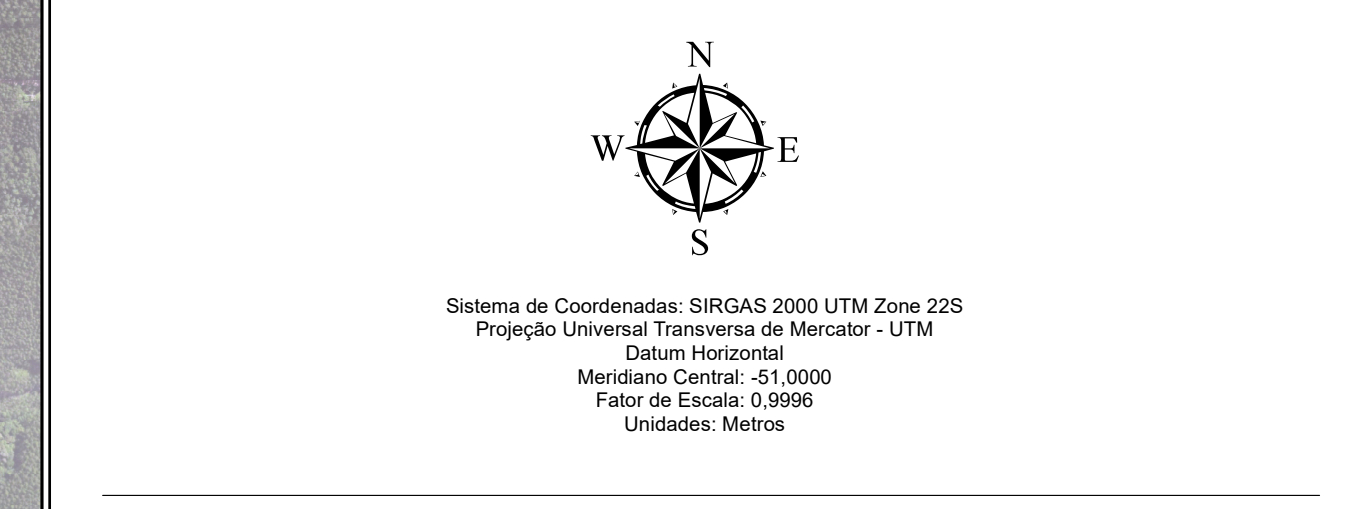 N
W E
S
Sistema de Coordenadas: SIRGAS 2000 UTM Zone 22S
Projeção Universal Transversa de Mercator - UTM
Datum Horizontal
Meridiano Central: -51,0000
Fator de Escala: 0,9996
Unidades: Metros